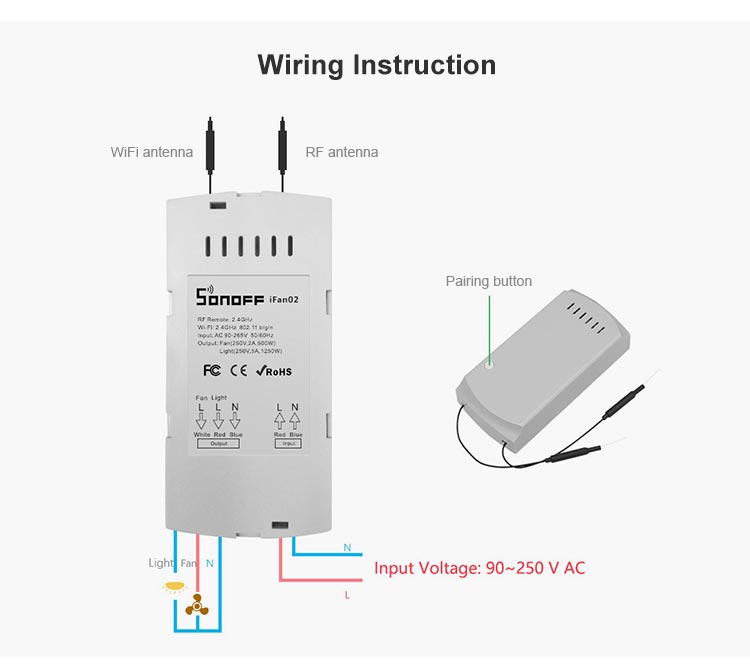 Wiring Instruction
WiFi antenna
RF antenna
SONOFF iFan02
RF Remote: 2.4GHz
Wi-Fi: 2.4GHz 802.11 b/g/n
Input: AC 90-265V 50/60Hz
Output: Fan(250V,2A,500W)
Light(250V,5A,1250W)
FC CE √RoHS
Fan Light
L L N L N
White Red Blue Red Blue
Output Input
Pairing button
Light Fan N
N
Input Voltage: 90~250 V AC
L